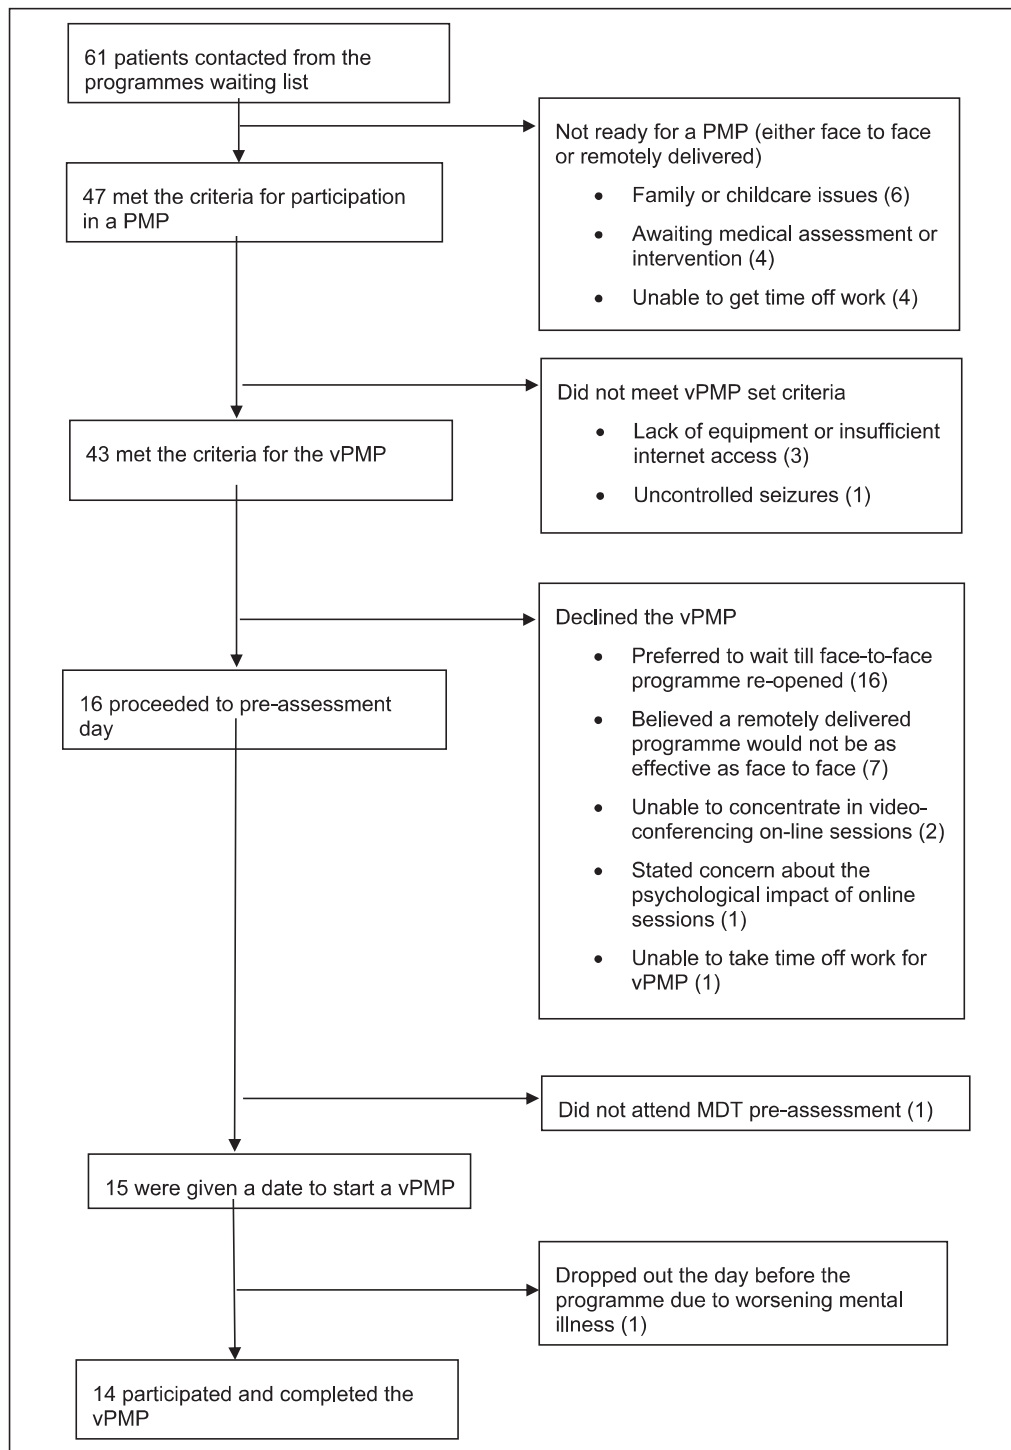 61 patients contacted from the
programmes waiting list
Not ready for a PMP (either face to face
or remotely delivered)
• Family or childcare issues (6)
• Awaiting medical assessment or
intervention (4)
• Unable to get time off work (4)
47 met the criteria for participation
in a PMP
Did not meet vPMP set criteria
• Lack of equipment or insufficient
internet access (3)
• Uncontrolled seizures (1)
43 met the criteria for the vPMP
Declined the vPMP
• Preferred to wait till face-to-face
programme re-opened (16)
• Believed a remotely delivered
programme would not be as
effective as face to face (7)
• Unable to concentrate in video-
conferencing on-line sessions (2)
• Stated concern about the
psychological impact of online
sessions (1)
• Unable to take time off work for
vPMP (1)
16 proceeded to pre-assessment
day
Did not attend MDT pre-assessment (1)
15 were given a date to start a vPMP
Dropped out the day before the
programme due to worsening mental
illness (1)
14 participated and completed the
vPMP